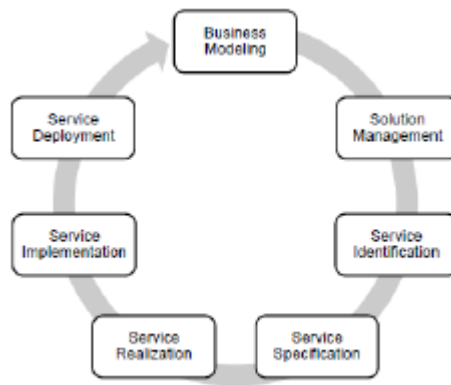 Business
Modeling
Solution
Management
Service
Identification
Service
Specification
Service
Realization
Service
Implementation
Service
Deployment